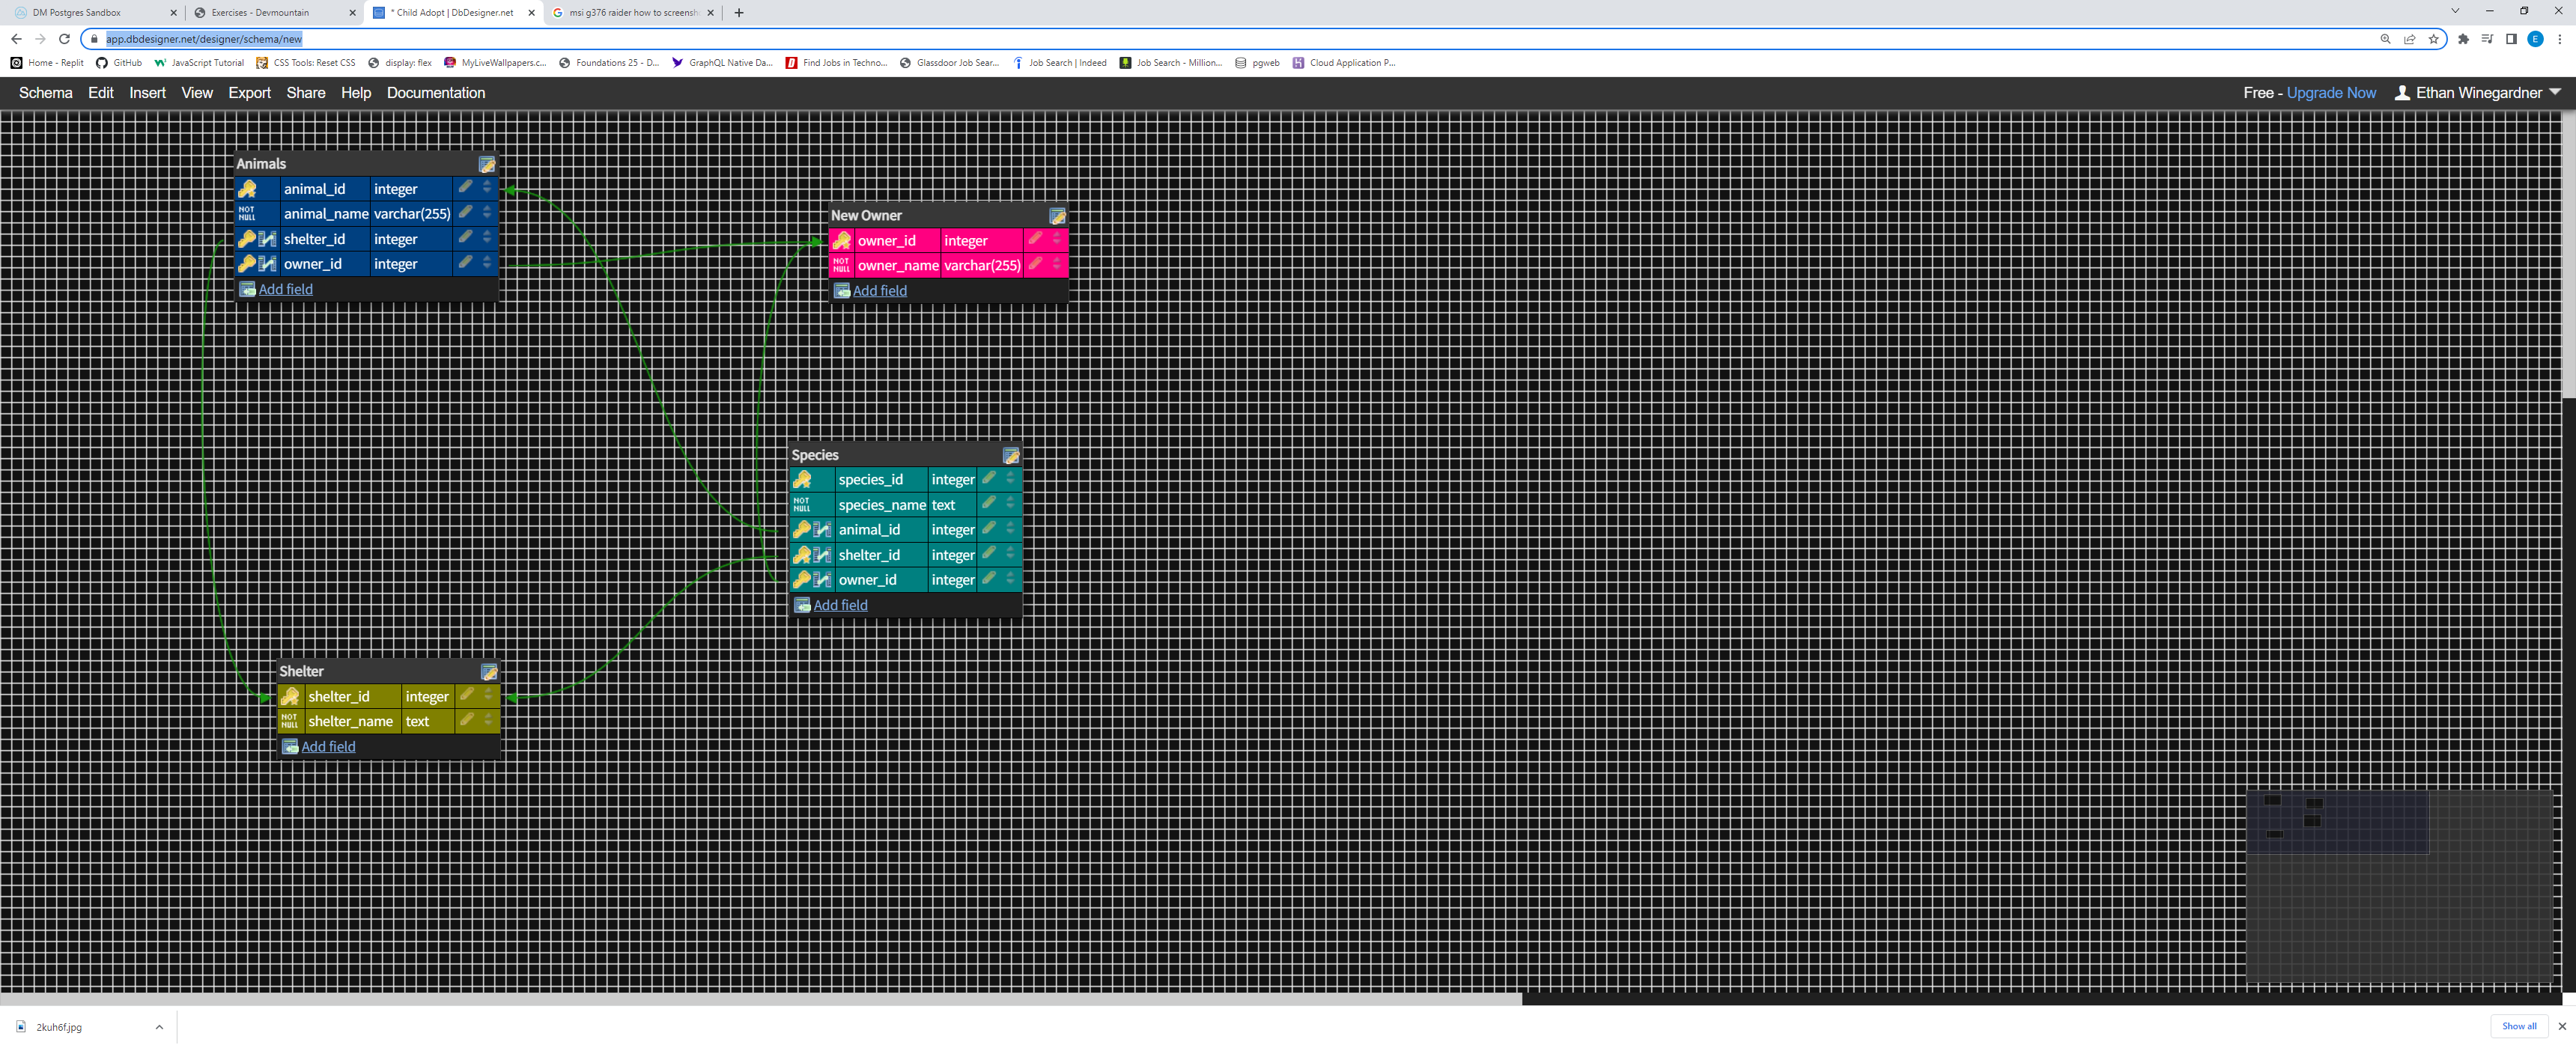 DM Postgres Sandbox
Exercises - Devmountain
* Child Adopt | DbDesigner.net
msi g376 raider how to screensh
app.dbdesigner.net/designer/schema/new
E
Home - Replit GitHub JavaScript Tutorial CSS Tools: Reset CSS display: flex MyLiveWallpapers.c... Foundations 25 - D... GraphQL Native Da... Find Jobs in Techno... Glassdoor Job Sear... Job Search | Indeed Job Search - Million... pgweb Cloud Application P...
Schema Edit Insert View Export Share Help Documentation Free - Upgrade Now Ethan Winegardner
Animals
animal_id integer
NOT NULL animal_name varchar(255)
shelter_id integer
owner_id integer
Add field
New Owner
owner_id integer
NOT NULL owner_name varchar(255)
Add field
Species
species_id integer
NOT NULL species_name text
animal_id integer
shelter_id integer
owner_id integer
Add field
Shelter
shelter_id integer
NOT NULL shelter_name text
Add field
2kuh6f.jpg
Show all